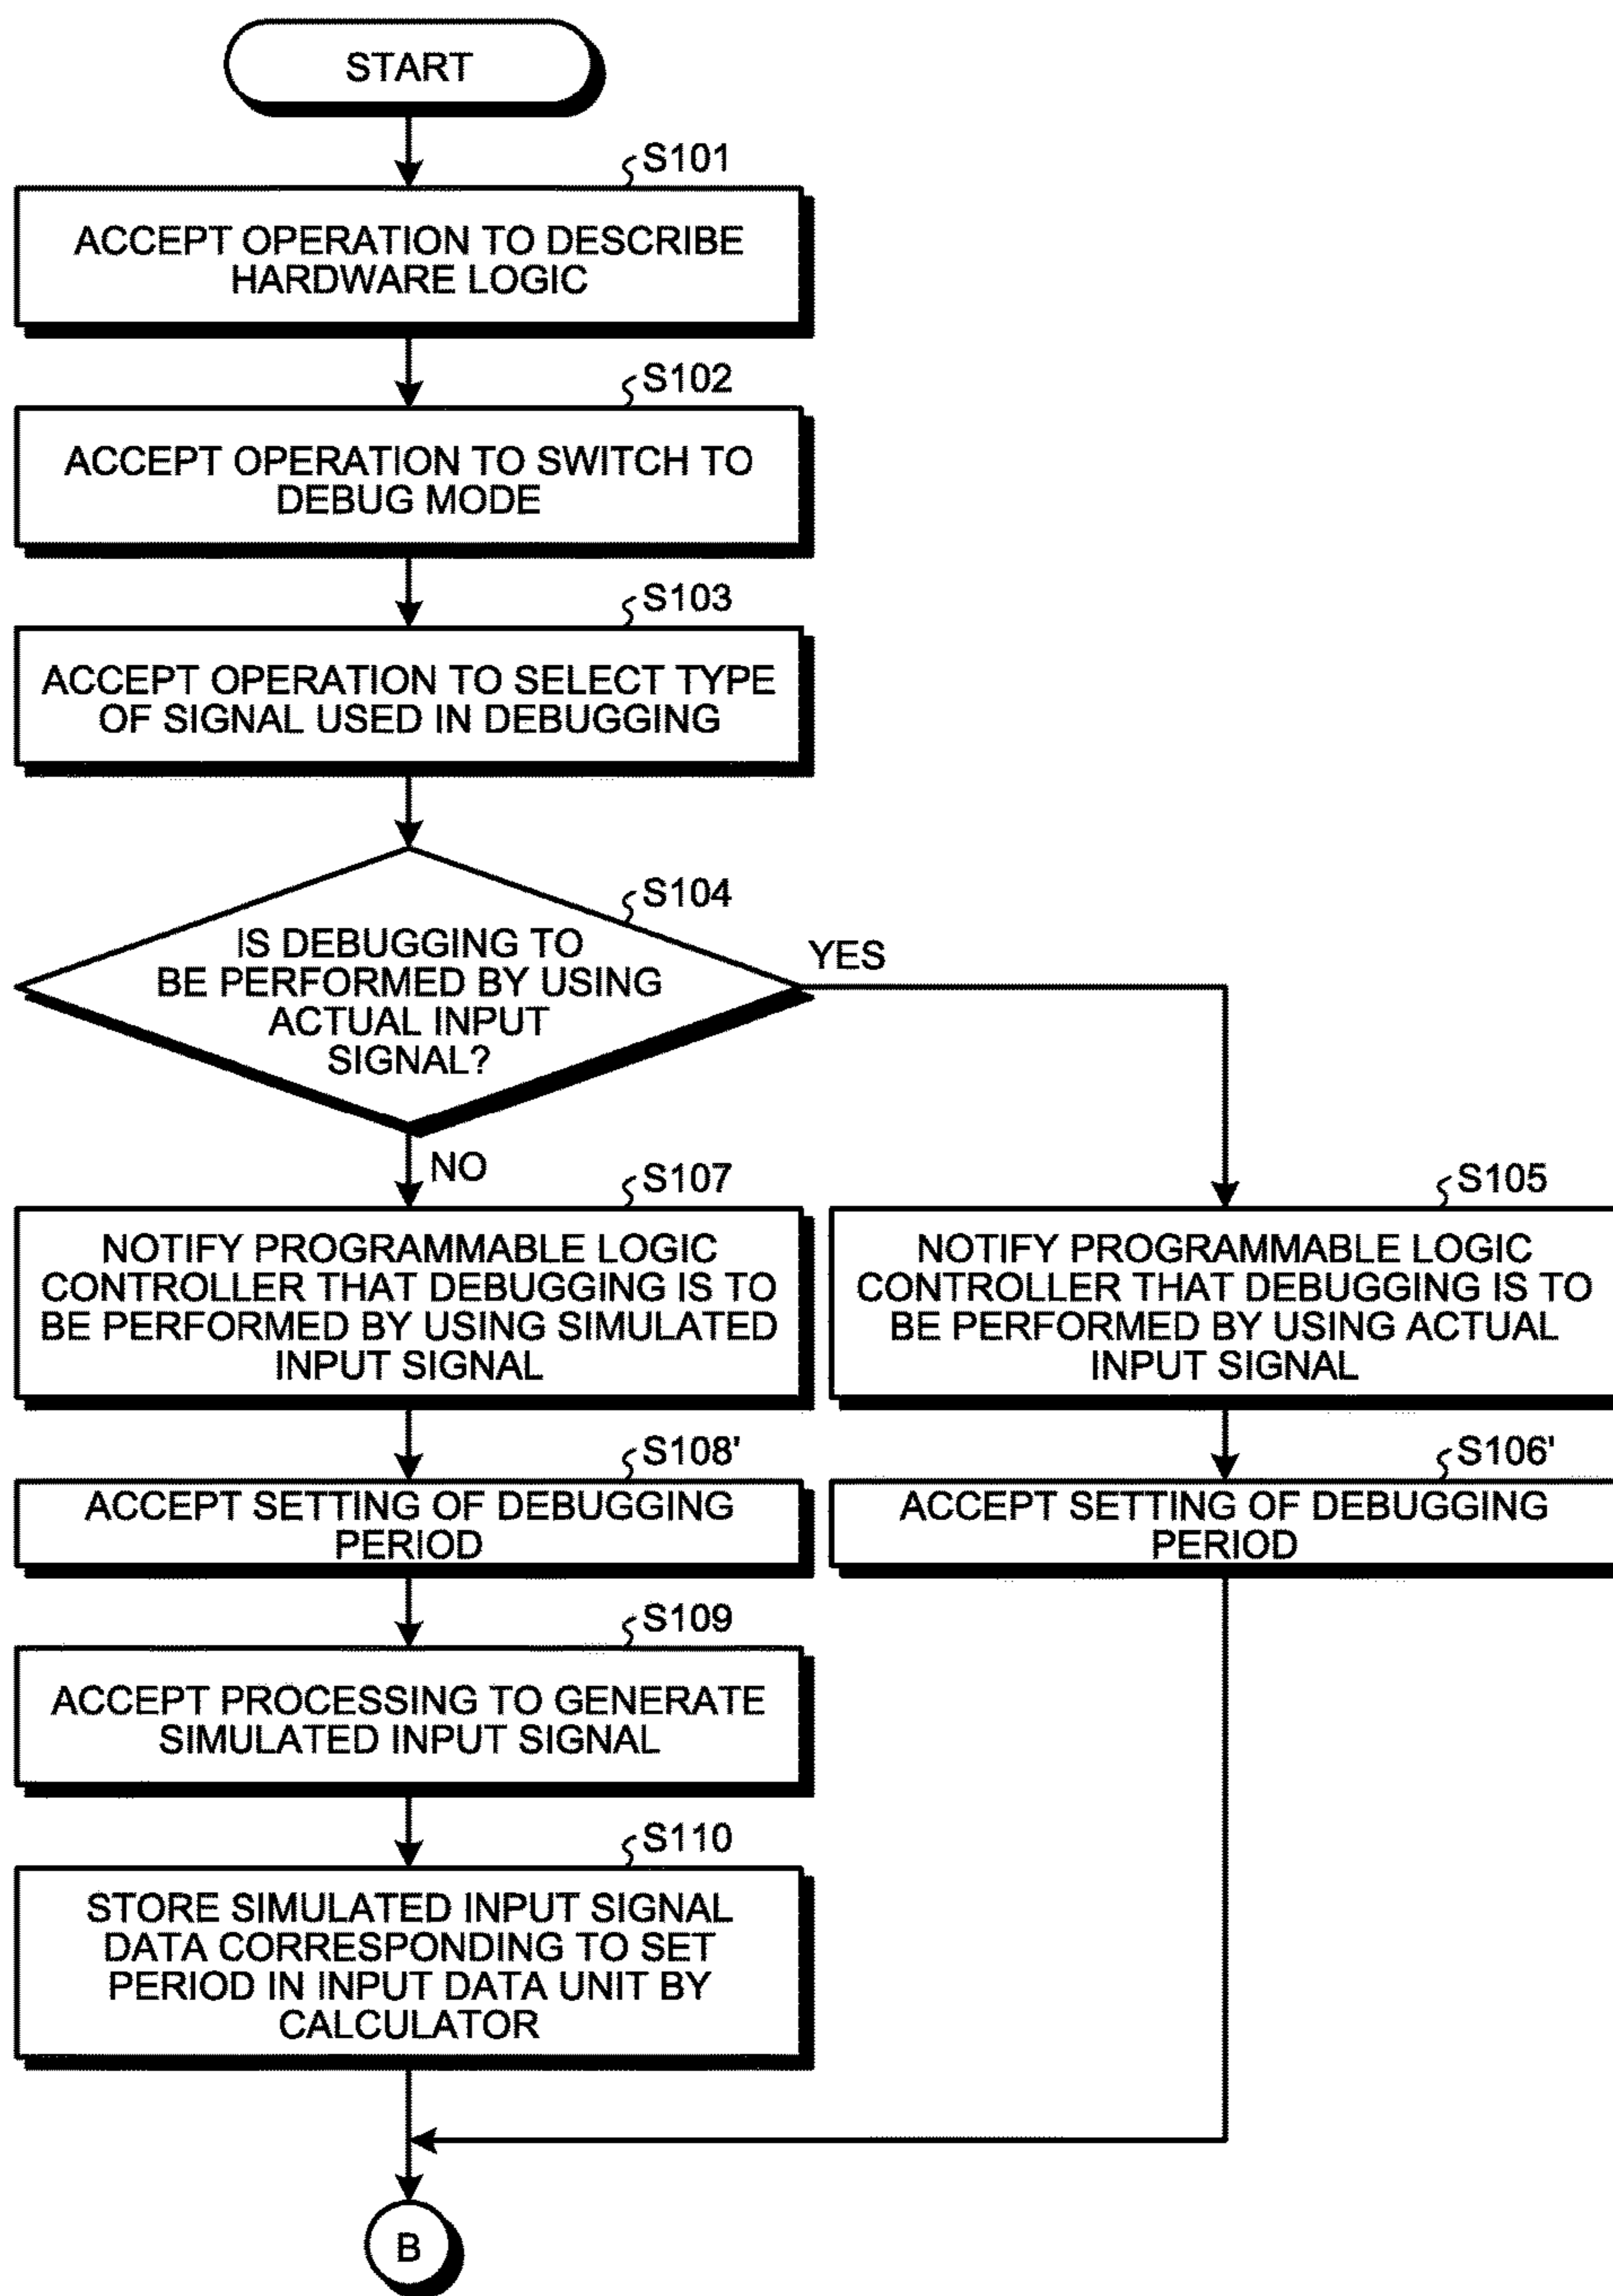 START
S101
ACCEPT OPERATION TO DESCRIBE
HARDWARE LOGIC
S102
ACCEPT OPERATION TO SWITCH TO
DEBUG MODE
S103
ACCEPT OPERATION TO SELECT TYPE
OF SIGNAL USED IN DEBUGGING
S104
IS DEBUGGING TO
BE PERFORMED BY USING
ACTUAL INPUT
SIGNAL?
YES
NO
S107
NOTIFY PROGRAMMABLE LOGIC
CONTROLLER THAT DEBUGGING IS TO
BE PERFORMED BY USING SIMULATED
INPUT SIGNAL
S105
NOTIFY PROGRAMMABLE LOGIC
CONTROLLER THAT DEBUGGING IS TO
BE PERFORMED BY USING ACTUAL
INPUT SIGNAL
S108'
ACCEPT SETTING OF DEBUGGING
PERIOD
S106'
ACCEPT SETTING OF DEBUGGING
PERIOD
S109
ACCEPT PROCESSING TO GENERATE
SIMULATED INPUT SIGNAL
S110
STORE SIMULATED INPUT SIGNAL
DATA CORRESPONDING TO SET
PERIOD IN INPUT DATA UNIT BY
CALCULATOR
B